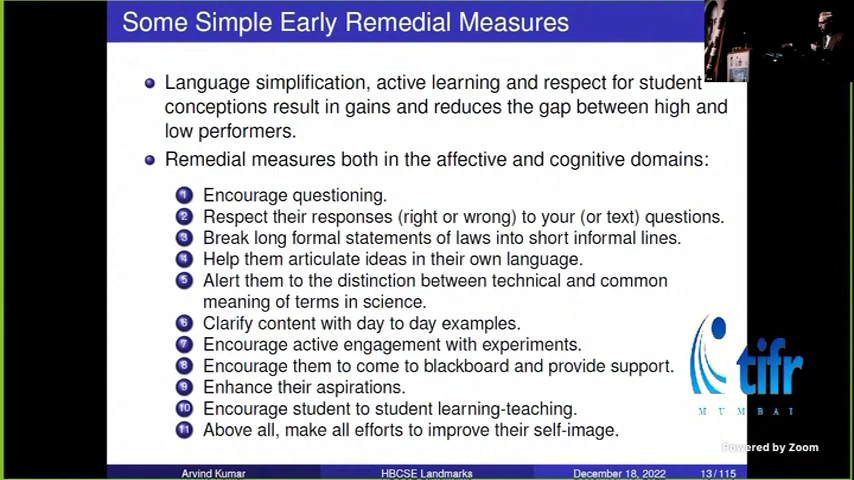 Some Simple Early Remedial Measures
Language simplification, active learning and respect for student
conceptions result in gains and reduces the gap between high and
low performers.
Remedial measures both in the affective and cognitive domains:
1 Encourage questioning.
2 Respect their responses (right or wrong) to your (or text) questions.
3 Break long formal statements of laws into short informal lines.
4 Help them articulate ideas in their own language.
5 Alert them to the distinction between technical and common
meaning of terms in science.
6 Clarify content with day to day examples.
7 Encourage active engagement with experiments.
8 Encourage them to come to blackboard and provide support.
9 Enhance their aspirations.
10 Encourage student to student learning-teaching.
11 Above all, make all efforts to improve their self-image.
tifr
MUMBAI
Powered by Zoom
Arvind Kumar HBCSE Landmarks December 18, 2022 13 / 115